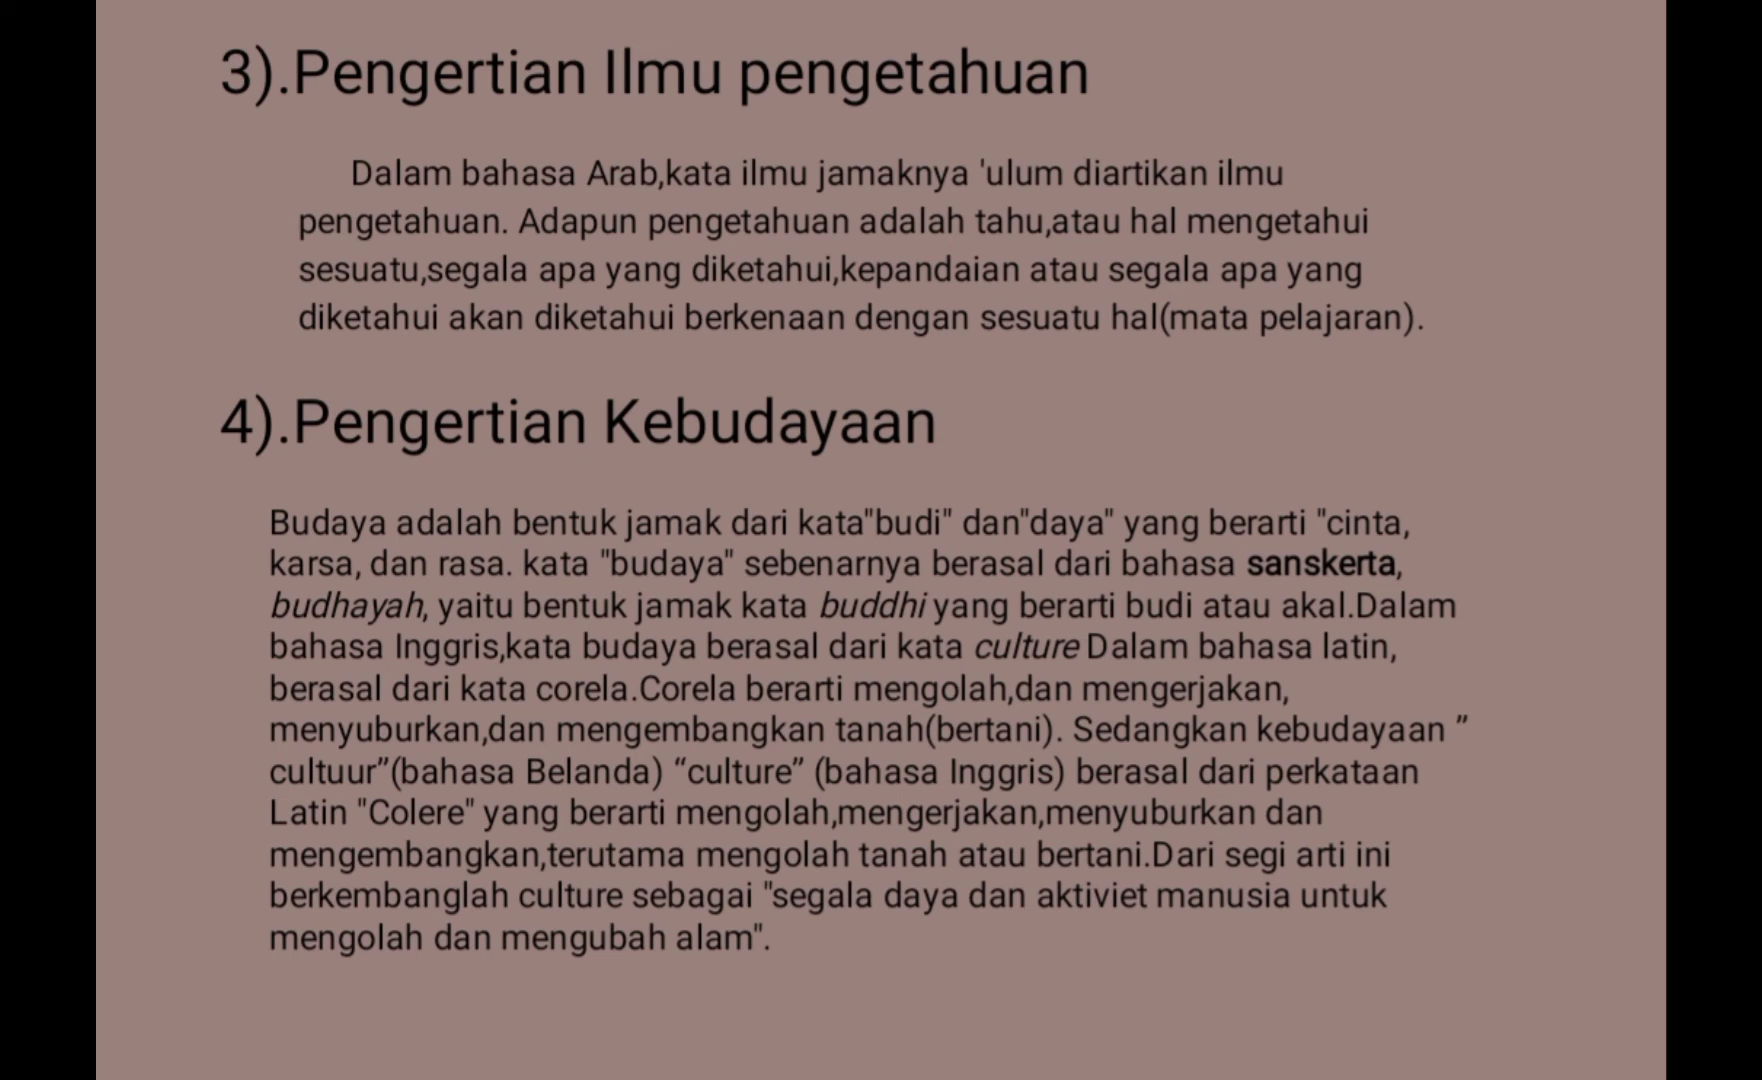 3).Pengertian Ilmu pengetahuan
Dalam bahasa Arab,kata ilmu jamaknya 'ulum diartikan ilmu
pengetahuan. Adapun pengetahuan adalah tahu,atau hal mengetahui
sesuatu,segala apa yang diketahui,kepandaian atau segala apa yang
diketahui akan diketahui berkenaan dengan sesuatu hal(mata pelajaran).
4).Pengertian Kebudayaan
Budaya adalah bentuk jamak dari kata"budi" dan"daya" yang berarti "cinta,
karsa, dan rasa. kata "budaya" sebenarnya berasal dari bahasa sanskerta,
budhayah, yaitu bentuk jamak kata buddhi yang berarti budi atau akal.Dalam
bahasa Inggris,kata budaya berasal dari kata culture Dalam bahasa latin,
berasal dari kata corela.Corela berarti mengolah,dan mengerjakan,
menyuburkan,dan mengembangkan tanah(bertani). Sedangkan kebudayaan ”
cultuur”(bahasa Belanda) “culture” (bahasa Inggris) berasal dari perkataan
Latin "Colere" yang berarti mengolah,mengerjakan,menyuburkan dan
mengembangkan,terutama mengolah tanah atau bertani.Dari segi arti ini
berkembanglah culture sebagai "segala daya dan aktiviet manusia untuk
mengolah dan mengubah alam".